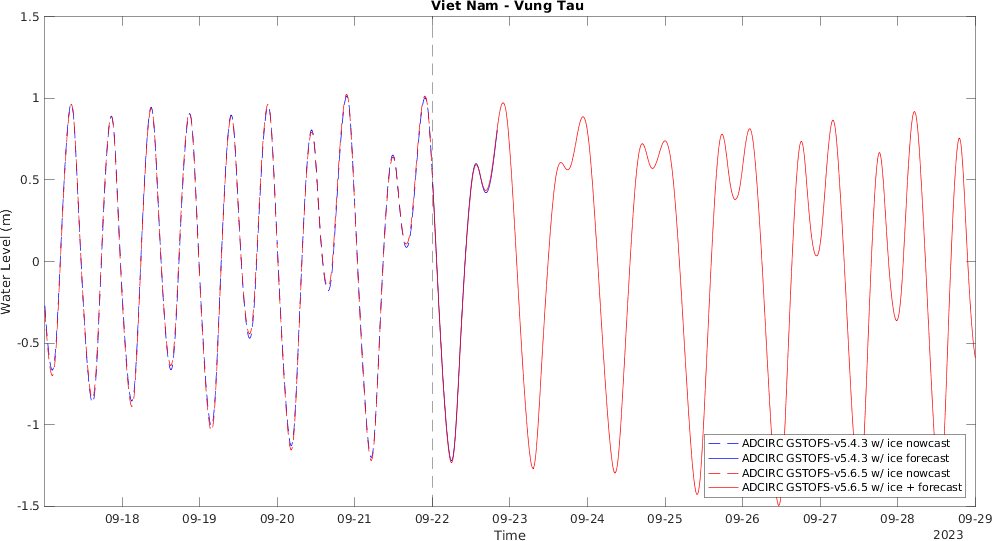 Viet Nam - Vung Tau
1.5
1
0.5
0
-0.5
-1
-1.5
Water Level (m)
09-18 09-19 09-20 09-21 09-22 09-23 09-24 09-25 09-26 09-27 09-28 09-29
Time
2023
ADCIRC GSTOFS-v5.4.3 w/ ice nowcast
ADCIRC GSTOFS-v5.4.3 w/ ice forecast
ADCIRC GSTOFS-v5.6.5 w/ ice nowcast
ADCIRC GSTOFS-v5.6.5 w/ ice + forecast